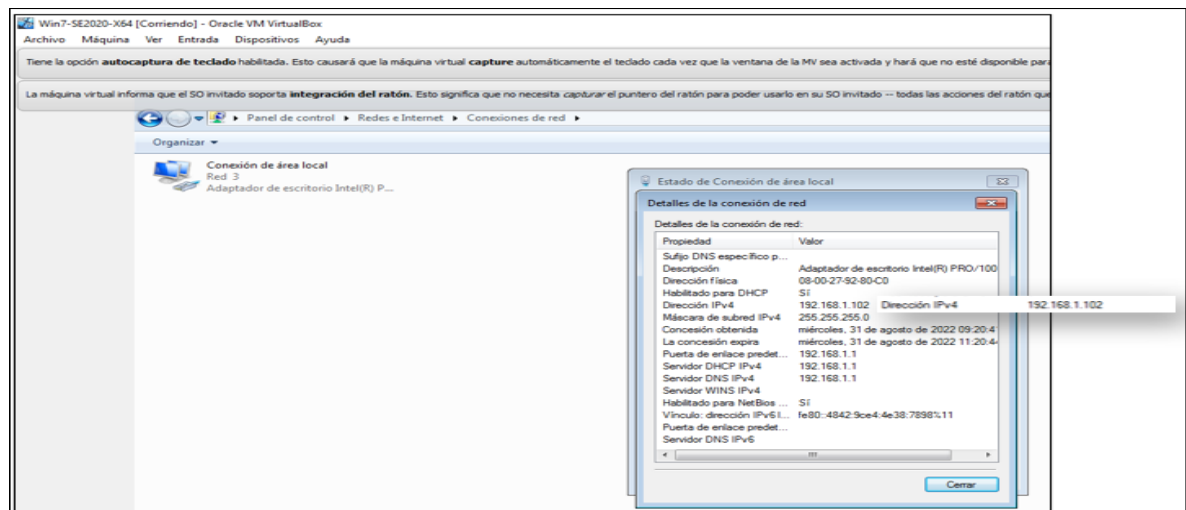 Win7-SE2020-X64 [Corriendo] - Oracle VM VirtualBox
Archivo Máquina Ver Entrada Dispositivos Ayuda
Tiene la opción autocaptura de teclado habilitada. Esto causará que la máquina virtual capture automáticamente el teclado cada vez que la ventana de la MV sea activada y hará que no esté disponible para
La máquina virtual informa que el SO invitado soporta integración del ratón. Esto significa que no necesita capturar el puntero del ratón para poder usarlo en su SO invitado -- todas las acciones del ratón que
Panel de control Redes e Internet Conexiones de red
Organizar
Conexión de área local
Red 3
Adaptador de escritorio Intel(R) P...
Estado de Conexión de área local
Detalles de la conexión de red
Detalles de la conexión de red:
Propiedad Valor
Sufijo DNS específico p...
Descripción Adaptador de escritorio Intel(R) PRO/100
Dirección física 08-00-27-92-80-C0
Habilitado para DHCP Sí
Dirección IPv4 192.168.1.102 Dirección IPv4 192.168.1.102
Máscara de subred IPv4 255.255.255.0
Concesión obtenida miércoles, 31 de agosto de 2022 09:20:4
La concesión expira miércoles, 31 de agosto de 2022 11:20:4
Puerta de enlace predet... 192.168.1.1
Servidor DHCP IPv4 192.168.1.1
Servidor DNS IPv4 192.168.1.1
Servidor WINS IPv4
Habilitado para NetBios ... Sí
Vínculo: dirección IPv6 l... fe80::4842:9ce4:4e38:7898%11
Puerta de enlace predet...
Servidor DNS IPv6
Cerrar